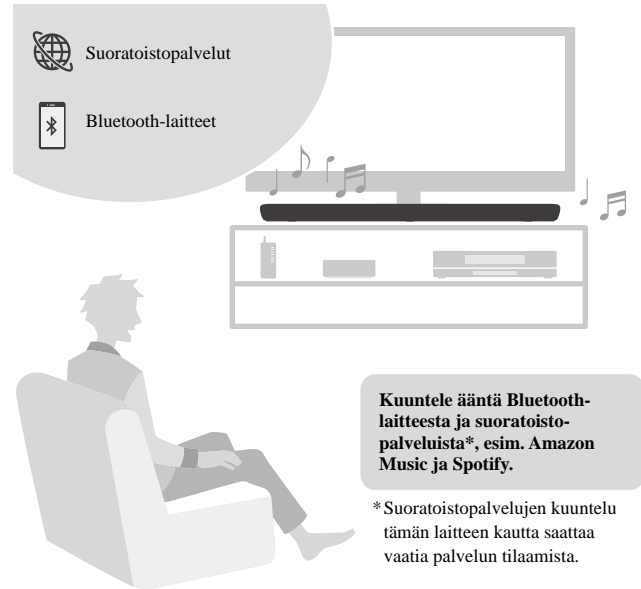 Suoratoistopalvelut
Bluetooth-laitteet
Kuuntele ääntä Bluetooth-
laitteesta ja suoratoisto-
palveluista*, esim. Amazon
Music ja Spotify.
* Suoratoistopalvelujen kuuntelu
tämän laitteen kautta saattaa
vaatia palvelun tilaamista.